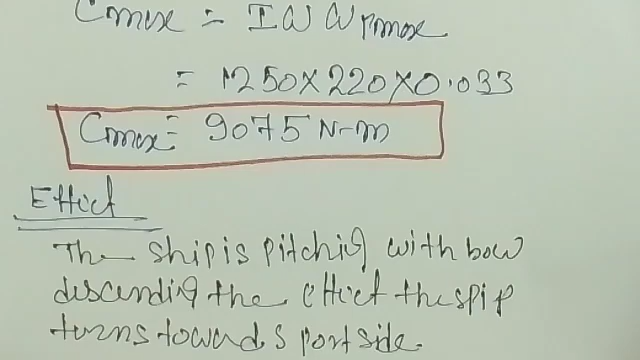 Cmax = I ω ωpmax
= 1250×220×0.033
Cmax = 9075 N-m
Effect
The ship is pitching with bow
descending the effect the spip
turns towards port side.